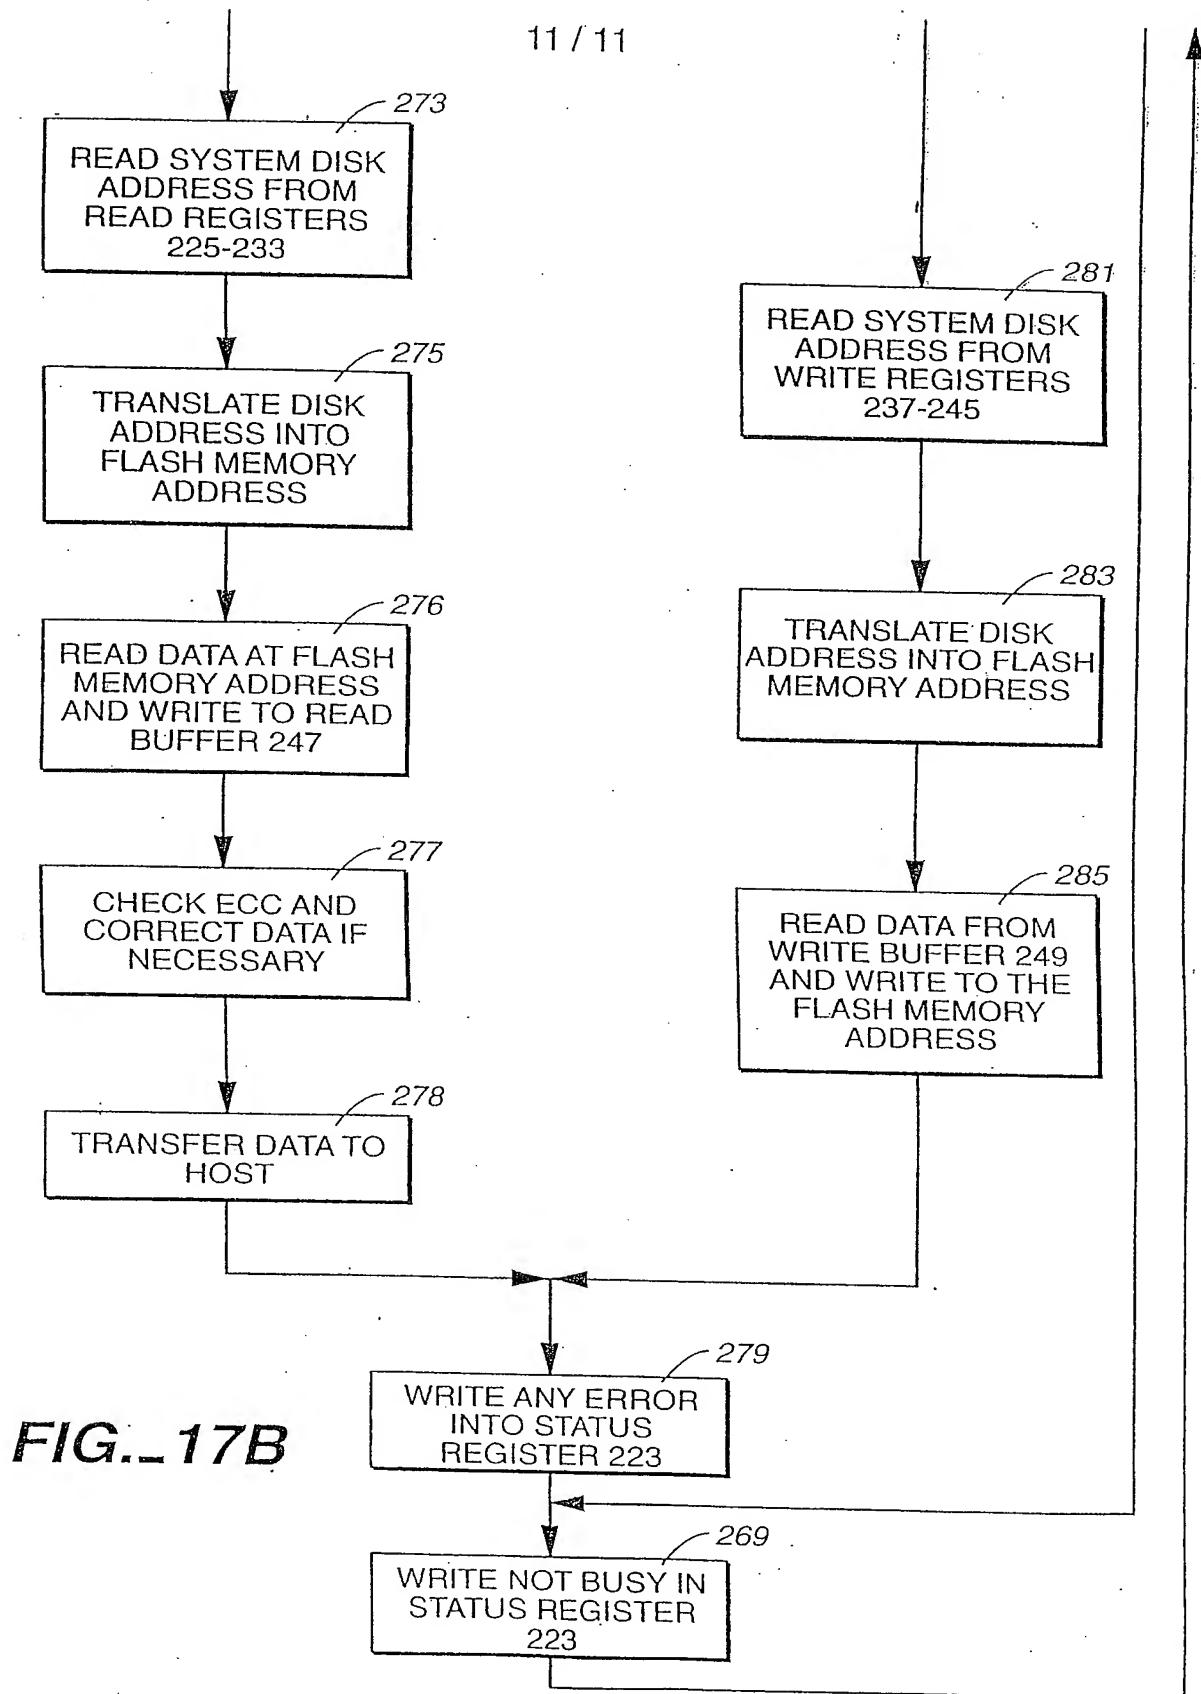 11 / 11
273
READ SYSTEM DISK
ADDRESS FROM
READ REGISTERS
225-233
275
TRANSLATE DISK
ADDRESS INTO
FLASH MEMORY
ADDRESS
276
READ DATA AT FLASH
MEMORY ADDRESS
AND WRITE TO READ
BUFFER 247
277
CHECK ECC AND
CORRECT DATA IF
NECESSARY
278
TRANSFER DATA TO
HOST
281
READ SYSTEM DISK
ADDRESS FROM
WRITE REGISTERS
237-245
283
TRANSLATE DISK
ADDRESS INTO FLASH
MEMORY ADDRESS
285
READ DATA FROM
WRITE BUFFER 249
AND WRITE TO THE
FLASH MEMORY
ADDRESS
279
WRITE ANY ERROR
INTO STATUS
REGISTER 223
269
WRITE NOT BUSY IN
STATUS REGISTER
223
FIG._17B